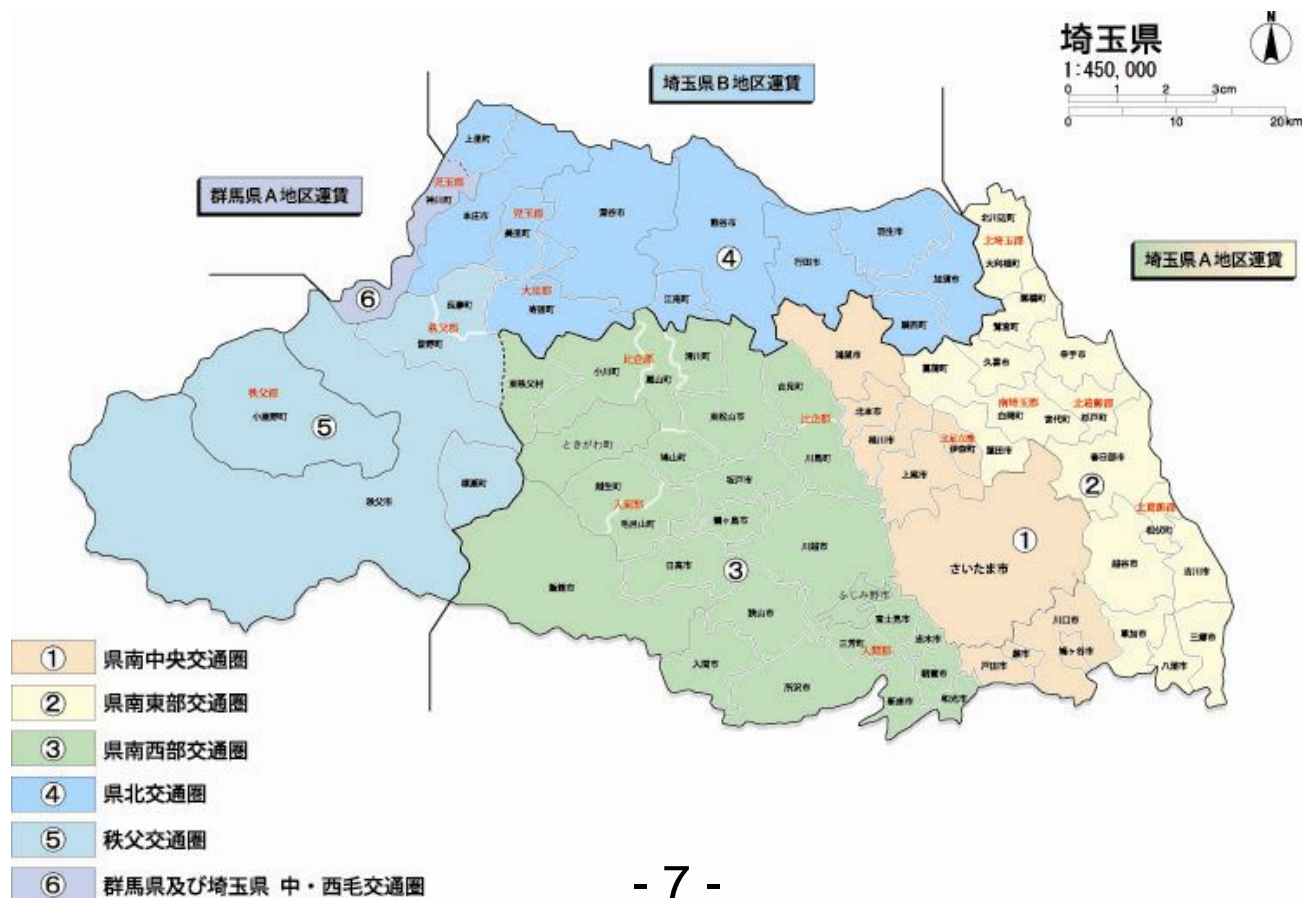 埼玉県
1:450,000
N
0 1 2 3cm
0 10 20km
埼玉県B地区運賃
群馬県A地区運賃
埼玉県A地区運賃
上里町
児玉郡
神川町
本庄市
児玉郡
美里町
深谷市
熊谷市
④
行田市
羽生市
加須市
騎西町
江南町
大里郡
寄居町
⑥
長瀞町
秩父郡
皆野町
秩父郡
小鹿野町
⑤
秩父市
横瀬町
東秩父村
小川町
比企郡
嵐山町
滑川町
吉見町
東松山市
比企郡
ときがわ町
鳩山町
川島町
越生町
坂戸市
入間郡
毛呂山町
鶴ヶ島市
川越市
日高市
③
飯能市
狭山市
ふじみ野市
富士見市
三芳町
入間郡
志木市
入間市
所沢市
朝霞市
新座市
和光市
鴻巣市
北本市
桶川市
北足立郡
伊奈町
上尾市
①
さいたま市
川口市
戸田市
蕨市
鳩ヶ谷市
北川辺町
北埼玉郡
大利根町
栗橋町
鷲宮町
久喜市
幸手市
菖蒲町
南埼玉郡
白岡町
北葛飾郡
宮代町
杉戸町
蓮田市
春日部市
②
北葛飾郡
松伏町
越谷市
吉川市
草加市
三郷市
八潮市
① 県南中央交通圏
② 県南東部交通圏
③ 県南西部交通圏
④ 県北交通圏
⑤ 秩父交通圏
⑥ 群馬県及び埼玉県 中・西毛交通圏
- 7 -